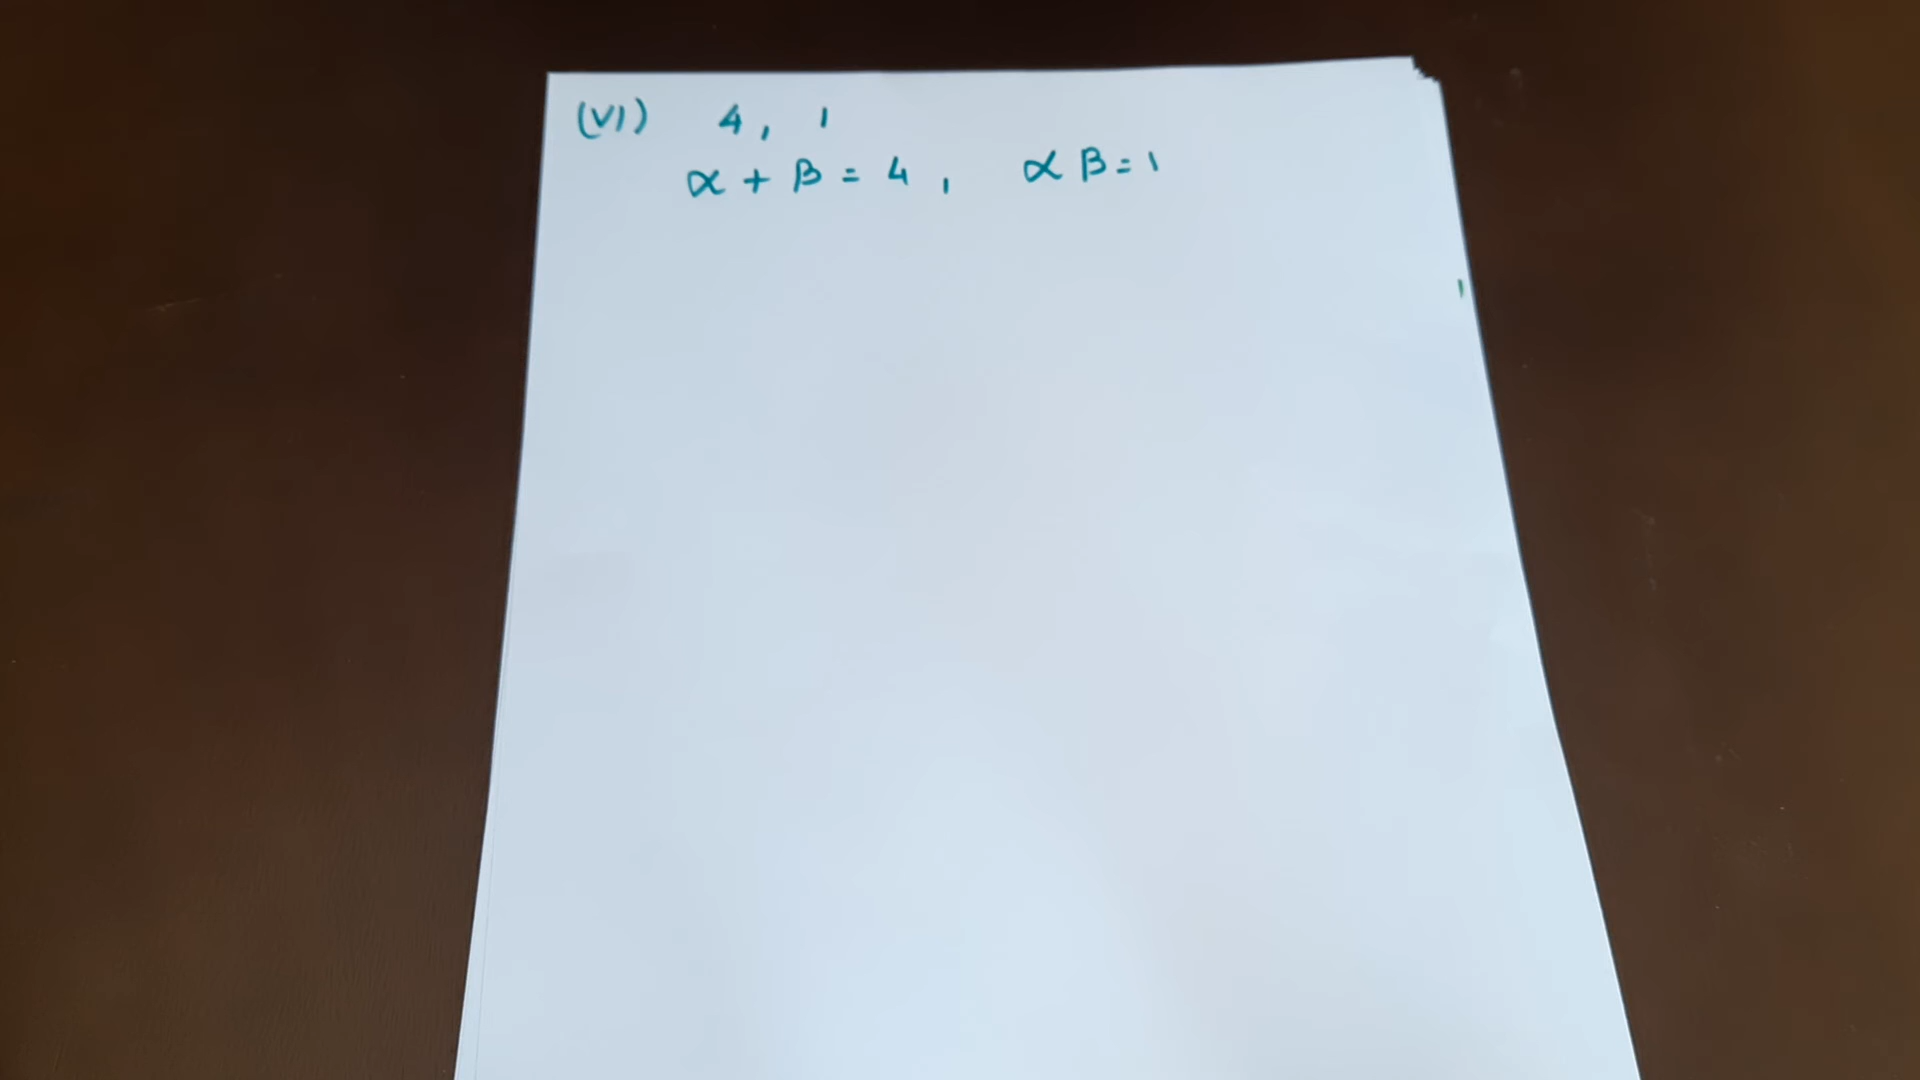 (VI) 4, 1
α + β = 4, αβ = 1